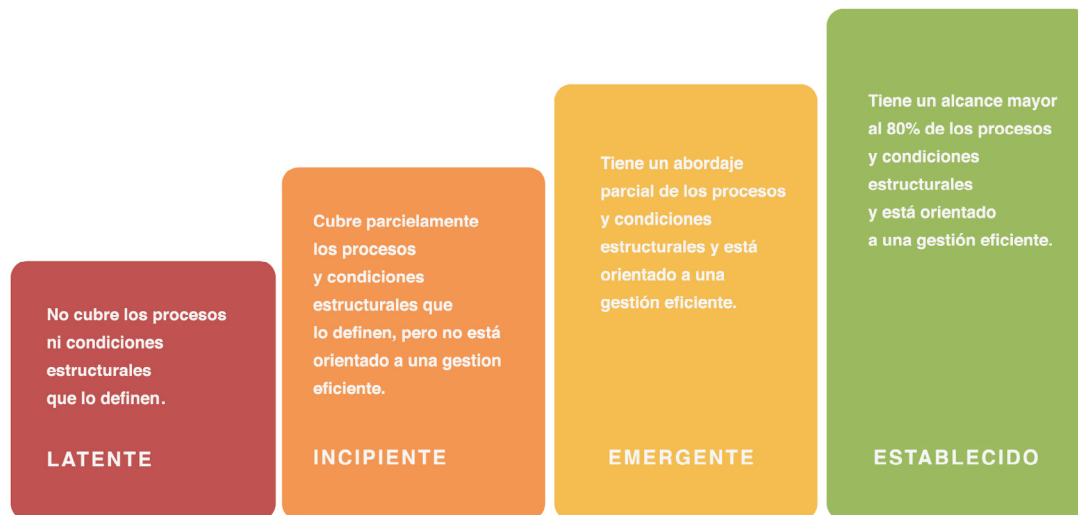 No cubre los procesos
ni condiciones
estructurales
que lo definen.
LATENTE
Cubre parcielamente
los procesos
y condiciones
estructurales que
lo definen, pero no está
orientado a una gestion
eficiente.
INCIPIENTE
Tiene un abordaje
parcial de los procesos
y condiciones
estructurales y está
orientado a una
gestión eficiente.
EMERGENTE
Tiene un alcance mayor
al 80% de los procesos
y condiciones
estructurales
y está orientado
a una gestión eficiente.
ESTABLECIDO